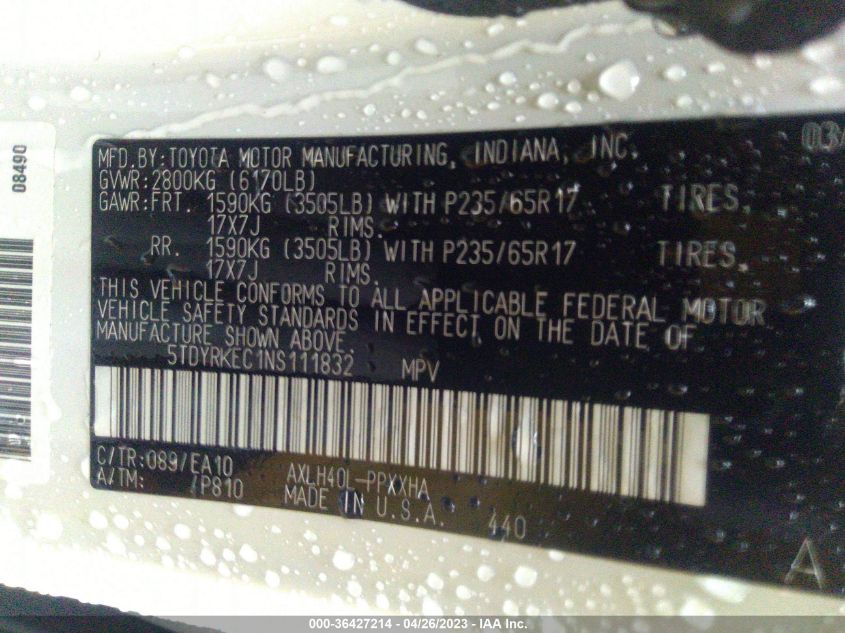 08490
03/
MFD.BY:TOYOTA MOTOR MANUFACTURING, INDIANA, INC.
GVWR:2800KG (6170LB)
GAWR:FRT. 1590KG (3505LB) WITH P235/65R17 TIRES,
17X7J RIMS.
RR. 1590KG (3505LB) WITH P235/65R17 TIRES,
17X7J RIMS.
THIS VEHICLE CONFORMS TO ALL APPLICABLE FEDERAL MOTOR
VEHICLE SAFETY STANDARDS IN EFFECT ON THE DATE OF
MANUFACTURE SHOWN ABOVE.
5TDYRKEC1NS111832 MPV
C/TR:089/EA10 AXLH40L-PPXXHA
A/TM: /P810 MADE IN U.S.A. 440
A
000-36427214 - 04/26/2023 - IAA Inc.